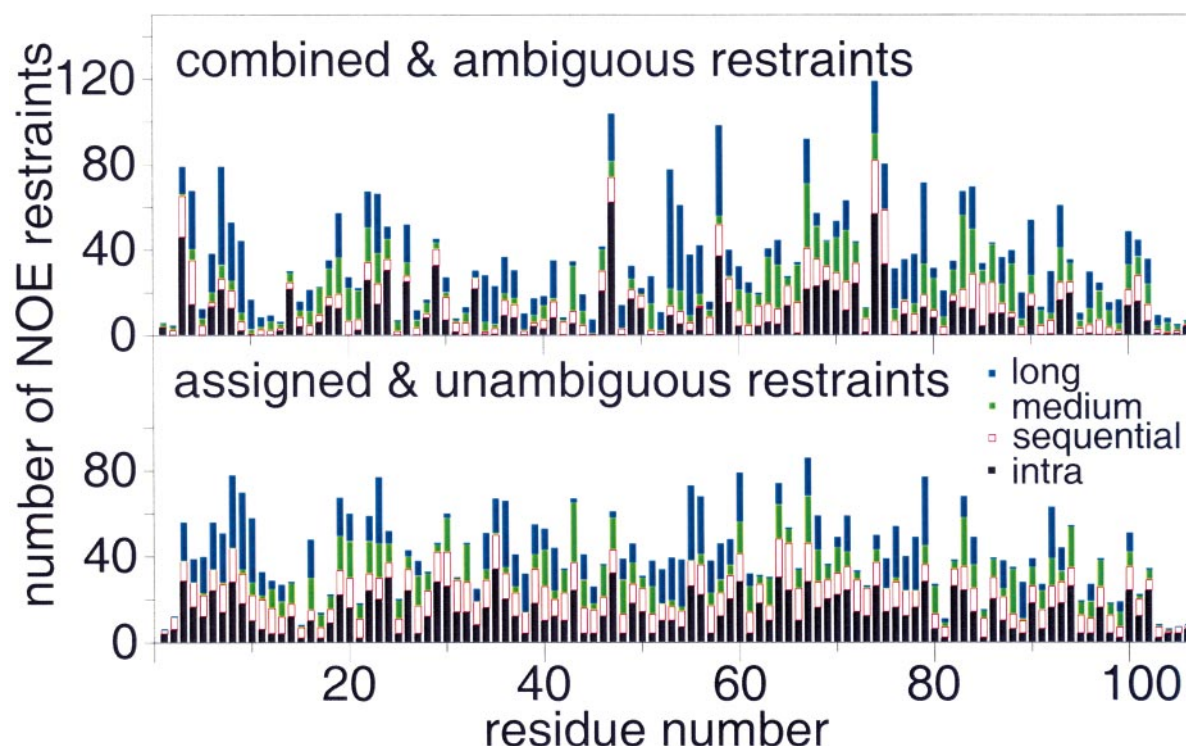 number of NOE restraints
combined & ambiguous restraints
120
80
40
0
assigned & unambiguous restraints
long
medium
sequential
intra
80
40
0
20
40
60
80
100
residue number